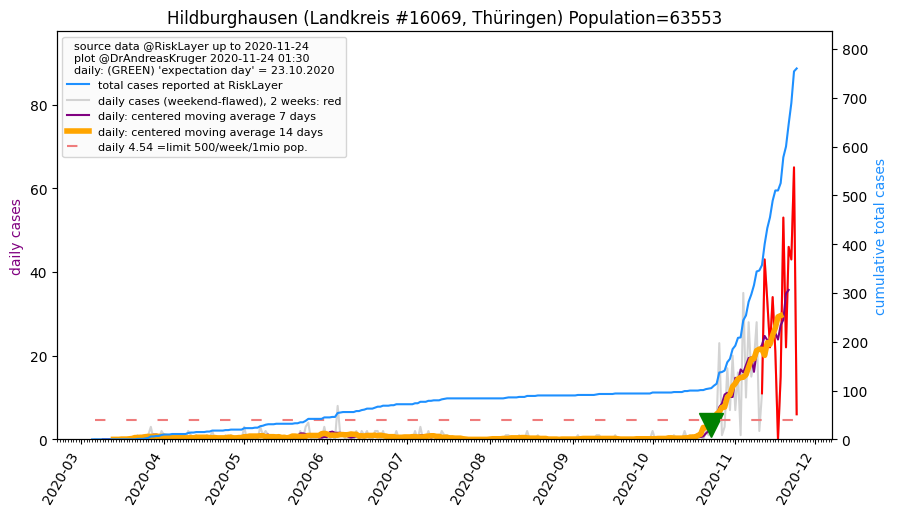 Hildburghausen (Landkreis #16069, Thüringen) Population=63553
source data @RiskLayer up to 2020-11-24
plot @DrAndreasKruger 2020-11-24 01:30
daily: (GREEN) 'expectation day' = 23.10.2020
total cases reported at RiskLayer
daily cases (weekend-flawed), 2 weeks: red
daily: centered moving average 7 days
daily: centered moving average 14 days
daily 4.54 =limit 500/week/1mio pop.
daily cases
80
60
40
20
0
cumulative total cases
800
700
600
500
400
300
200
100
0
2020-03
2020-04
2020-05
2020-06
2020-07
2020-08
2020-09
2020-10
2020-11
2020-12